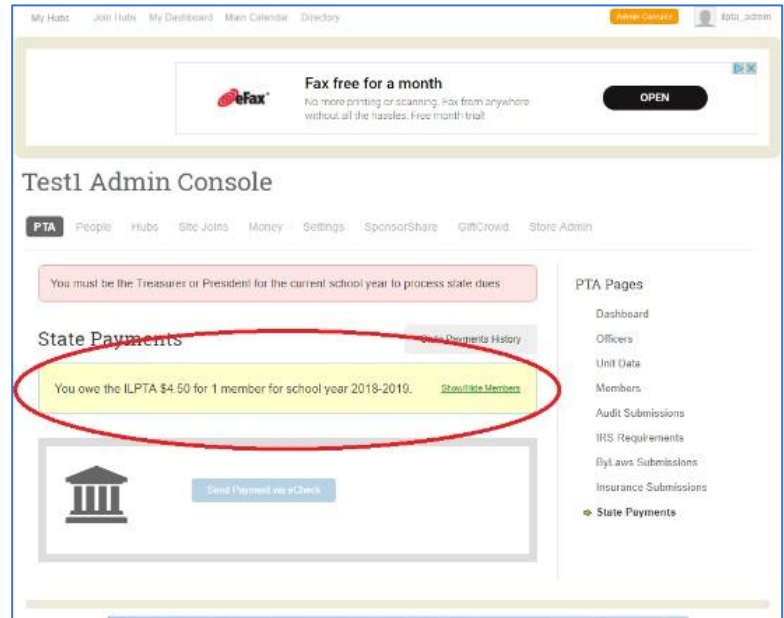 My Hubs Join Hubs My Dashboard Main Calendar Directory Admin Console ilpta_admin
eFax
Fax free for a month
No more printing or scanning. Fax from anywhere
without all the hassles. Free month trial!
OPEN
Test1 Admin Console
PTA People Hubs Site Joins Money Settings SponsorShare GiftCrowd Store Admin
You must be the Treasurer or President for the current school year to process state dues
State Payments
State Payments History
You owe the ILPTA $4.50 for 1 member for school year 2018-2019. Show/Hide Members
Send Payment via eCheck
PTA Pages
Dashboard
Officers
Unit Data
Members
Audit Submissions
IRS Requirements
ByLaws Submissions
Insurance Submissions
State Payments